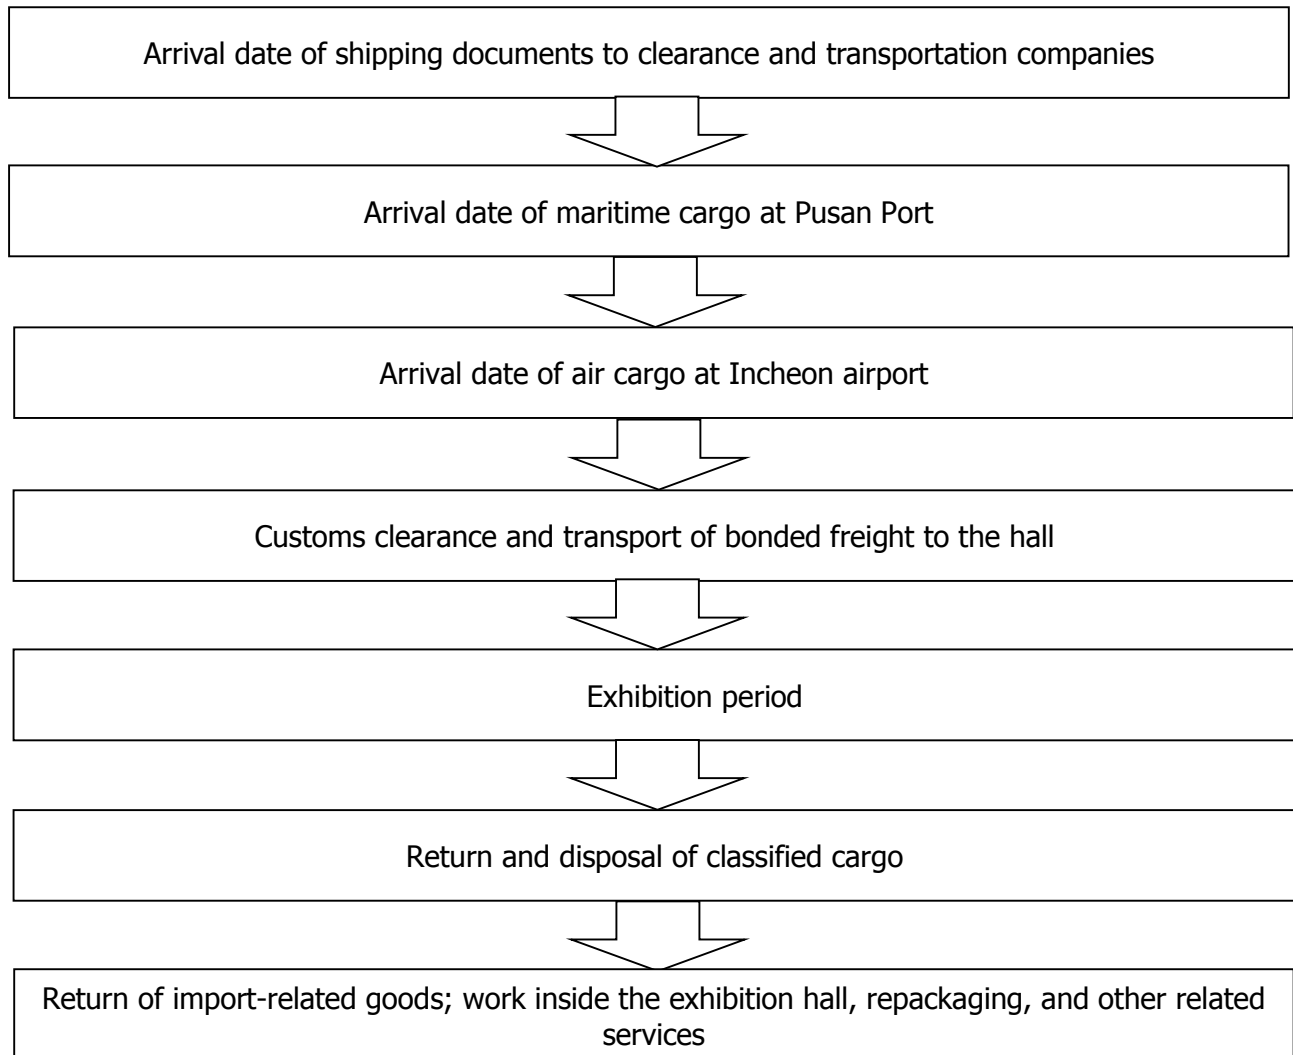 Arrival date of shipping documents to clearance and transportation companies
Arrival date of maritime cargo at Pusan Port
Arrival date of air cargo at Incheon airport
Customs clearance and transport of bonded freight to the hall
Exhibition period
Return and disposal of classified cargo
Return of import-related goods; work inside the exhibition hall, repackaging, and other related
services